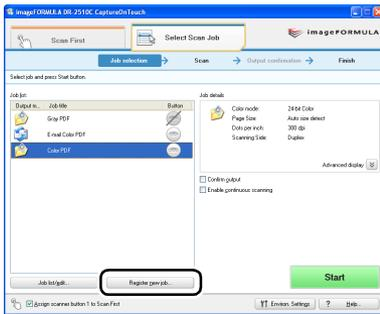 imageFORMULA DR-2510C CaptureOnTouch
Scan First
Select Scan Job
imageFORMULA
Job selection
Scan
Output confirmation
Finish
Select job and press Start button.
Job list:
Output m... Job title Button
Gray PDF
E-mail Color PDF
Color PDF
Job list/edit...
Register new job...
Job details
Color mode: 24-bit Color
Page Size: Auto size detect
Dots per inch: 300 dpi
Scanning Side: Duplex
Advanced display
Confirm output
Enable continuous scanning
Start
Assign scanner button 1 to Scan First
Environ. Settings
? Help...